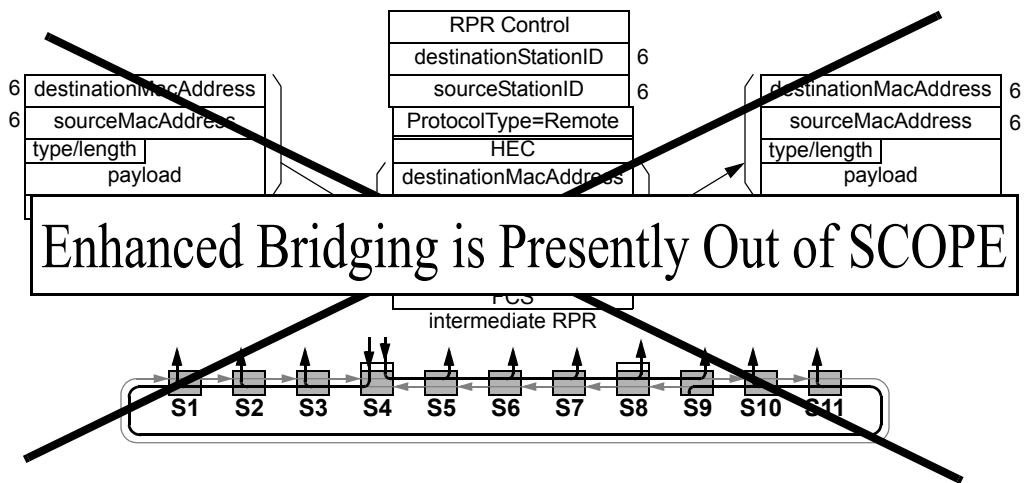 RPR Control
destinationStationID 6
sourceStationID 6
ProtocolType=Remote
HEC
destinationMacAddress
6 destinationMacAddress
6 sourceMacAddress
type/length
payload
destinationMacAddress 6
sourceMacAddress 6
type/length
payload
Enhanced Bridging is Presently Out of SCOPE
FCS
intermediate RPR
S1 S2 S3 S4 S5 S6 S7 S8 S9 S10 S11